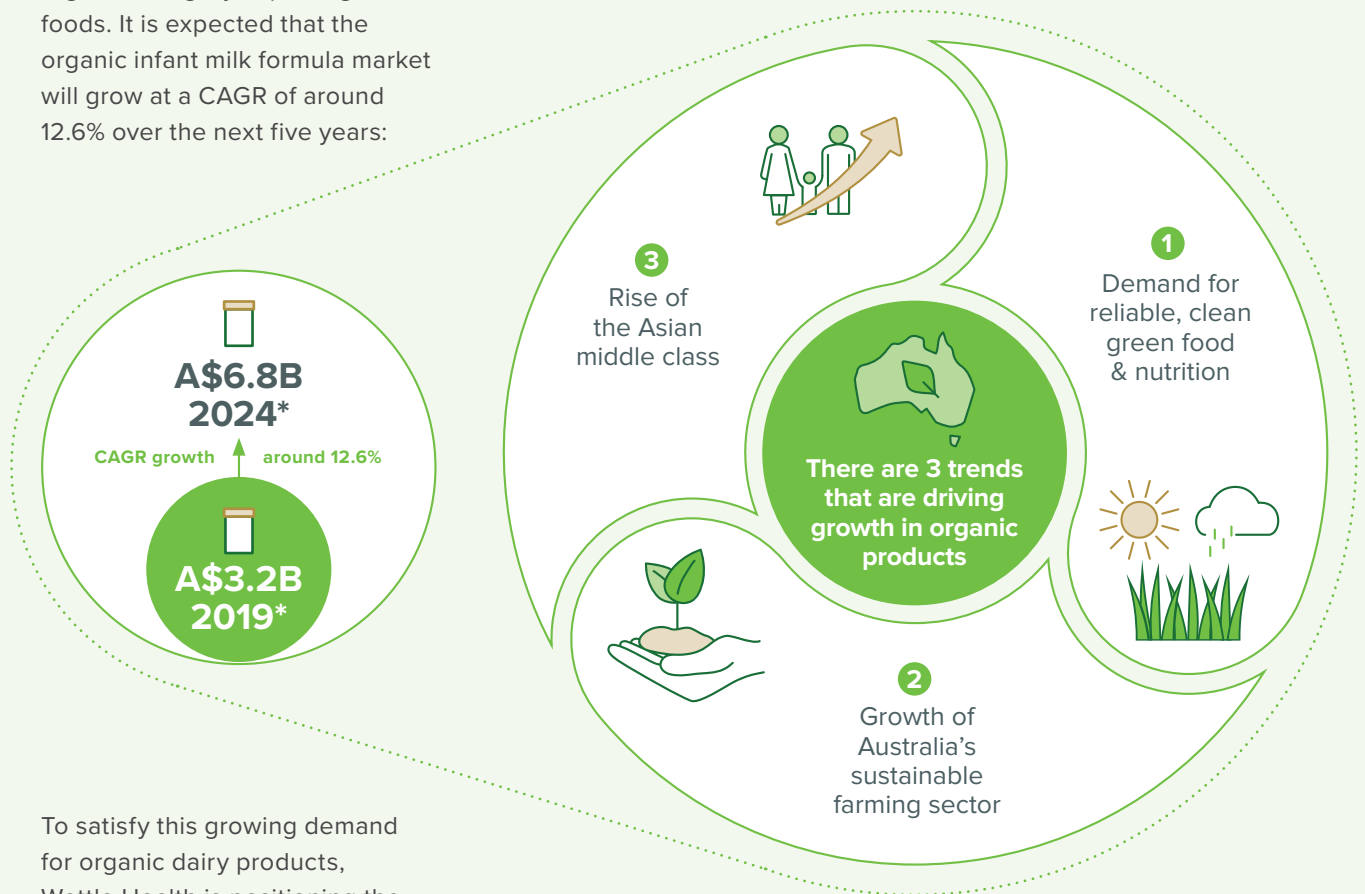 foods. It is expected that the
organic infant milk formula market
will grow at a CAGR of around
12.6% over the next five years:
A$6.8B
2024*
CAGR growth around 12.6%
A$3.2B
2019*
There are 3 trends
that are driving
growth in organic
products
1
Demand for
reliable, clean
green food
& nutrition
2
Growth of
Australia’s
sustainable
farming sector
3
Rise of
the Asian
middle class
To satisfy this growing demand
for organic dairy products,